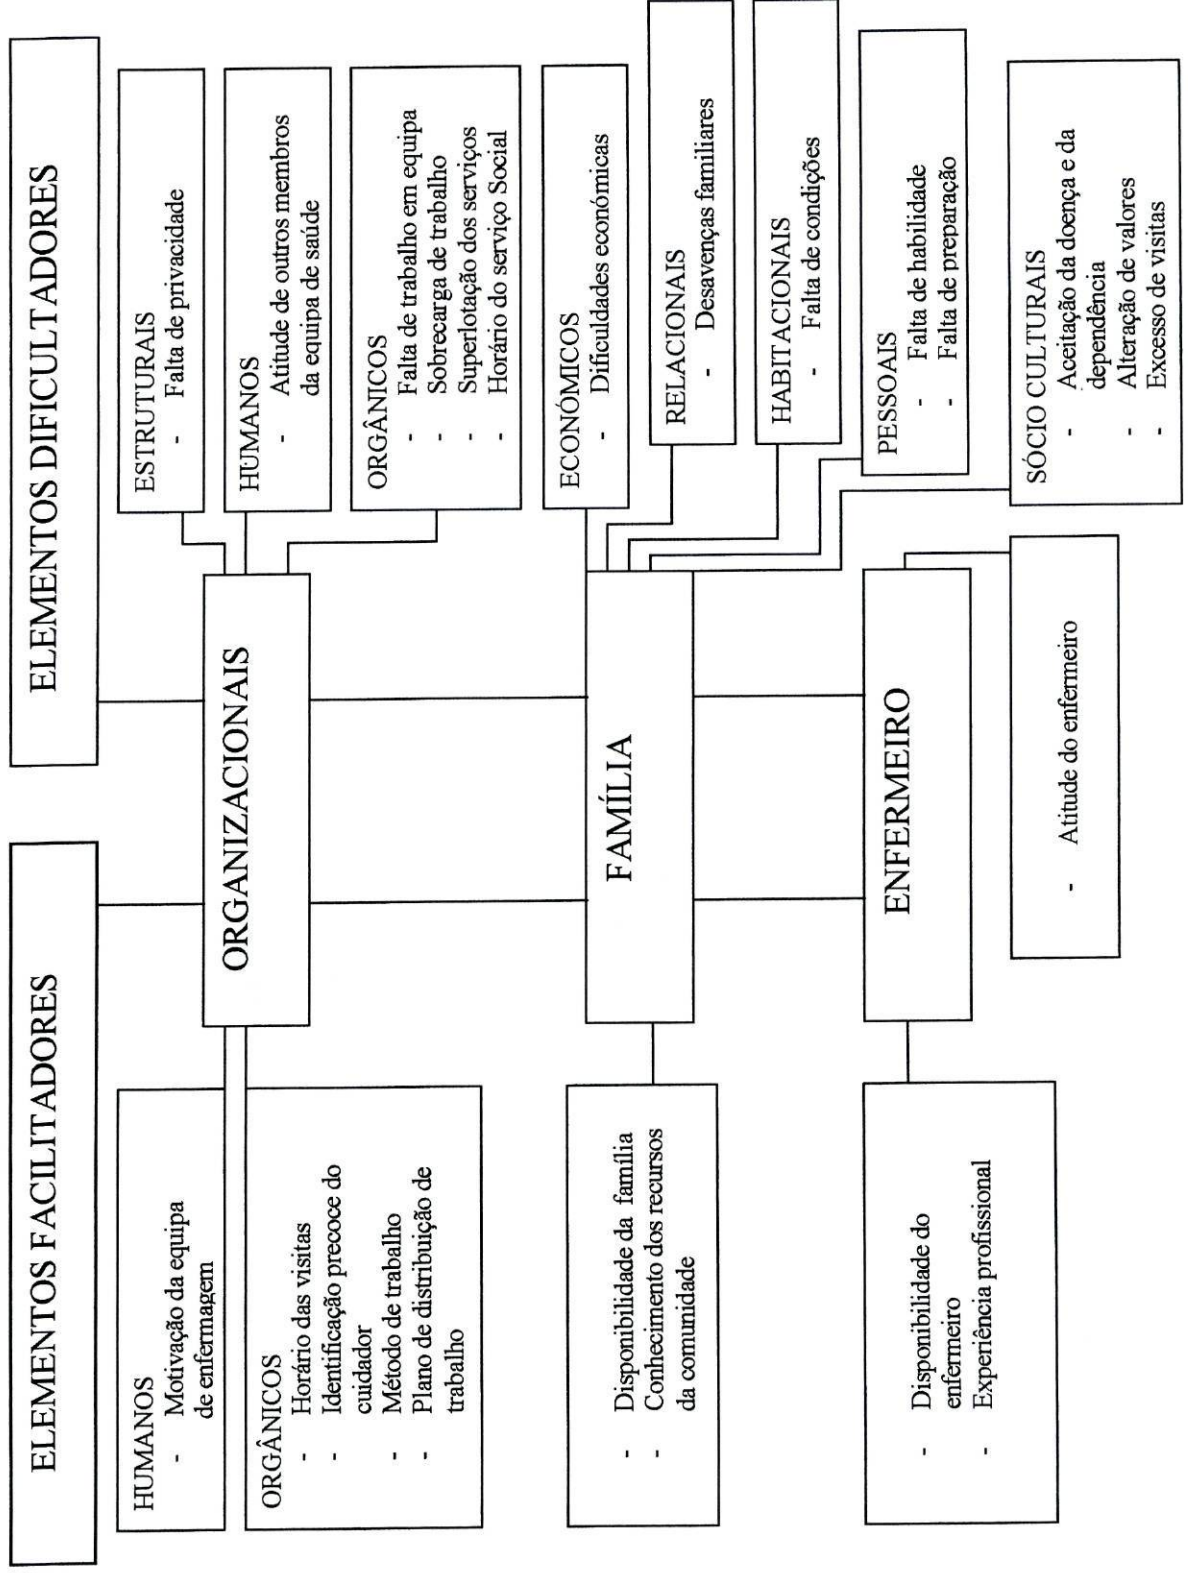 ELEMENTOS FACILITADORES
ELEMENTOS DIFICULTADORES
HUMANOS
- Motivação da equipa
de enfermagem
ORGÂNICOS
- Horário das visitas
- Identificação precoce do
cuidador
- Método de trabalho
- Plano de distribuição de
trabalho
ORGANIZACIONAIS
ESTRUTURAIS
- Falta de privacidade
HUMANOS
- Atitude de outros membros
da equipa de saúde
ORGÂNICOS
- Falta de trabalho em equipa
- Sobrecarga de trabalho
- Superlotação dos serviços
- Horário do serviço Social
- Disponibilidade da família
- Conhecimento dos recursos
da comunidade
FAMÍLIA
ECONÓMICOS
- Dificuldades económicas
RELACIONAIS
- Desavenças familiares
HABITACIONAIS
- Falta de condições
PESSOAIS
- Falta de habilidade
- Falta de preparação
SÓCIO CULTURAIS
- Aceitação da doença e da
dependência
- Alteração de valores
- Excesso de visitas
- Disponibilidade do
enfermeiro
- Experiência profissional
ENFERMEIRO
- Atitude do enfermeiro